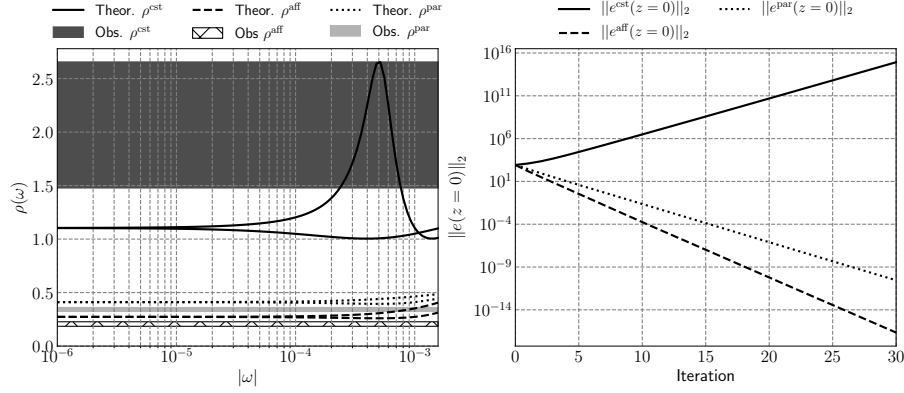 Theor. ρ^cst Theor. ρ^aff Theor. ρ^par
Obs. ρ^cst Obs ρ^aff Obs. ρ^par
ρ(ω)
2.5
2.0
1.5
1.0
0.5
0.0
10^−6 10^−5 10^−4 10^−3
|ω|
||e^cst(z = 0)||_2 ||e^par(z = 0)||_2
||e^aff(z = 0)||_2
||e(z = 0)||_2
10^16
10^11
10^6
10^1
10^−4
10^−9
10^−14
0 5 10 15 20 25 30
Iteration